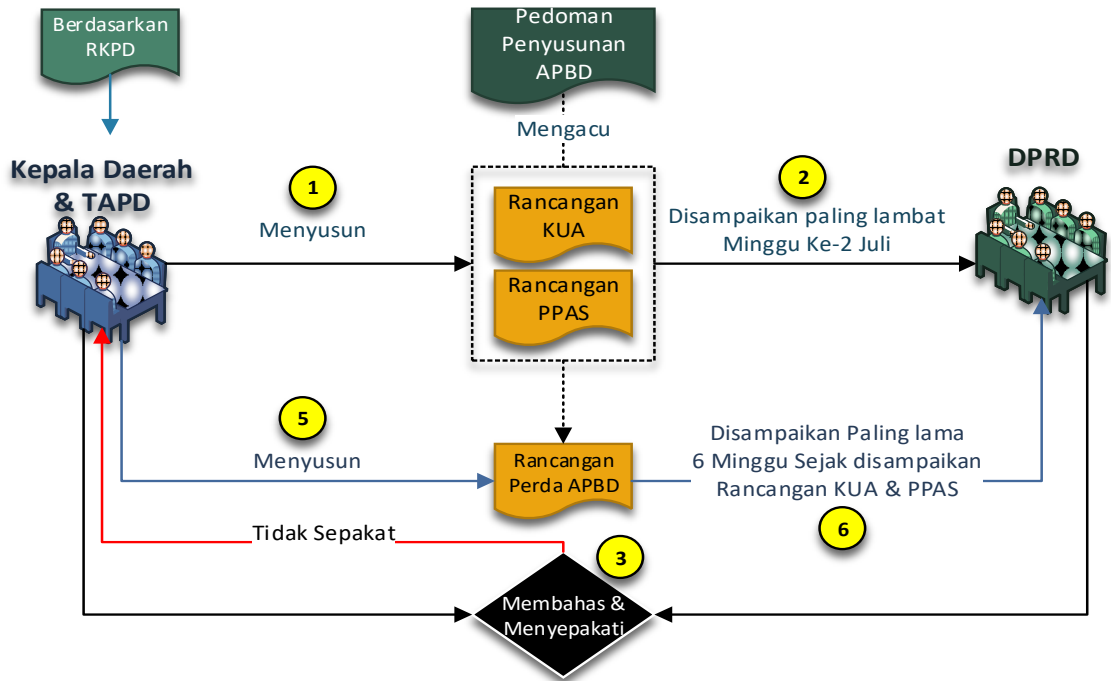 Berdasarkan
RKPD
Pedoman
Penyusunan
APBD
Mengacu
Kepala Daerah
& TAPD
DPRD
1
Menyusun
Rancangan
KUA
Rancangan
PPAS
2
Disampaikan paling lambat
Minggu Ke-2 Juli
5
Menyusun
Rancangan
Perda APBD
Disampaikan Paling lama
6 Minggu Sejak disampaikan
Rancangan KUA & PPAS
6
Tidak Sepakat
3
Membahas &
Menyepakati